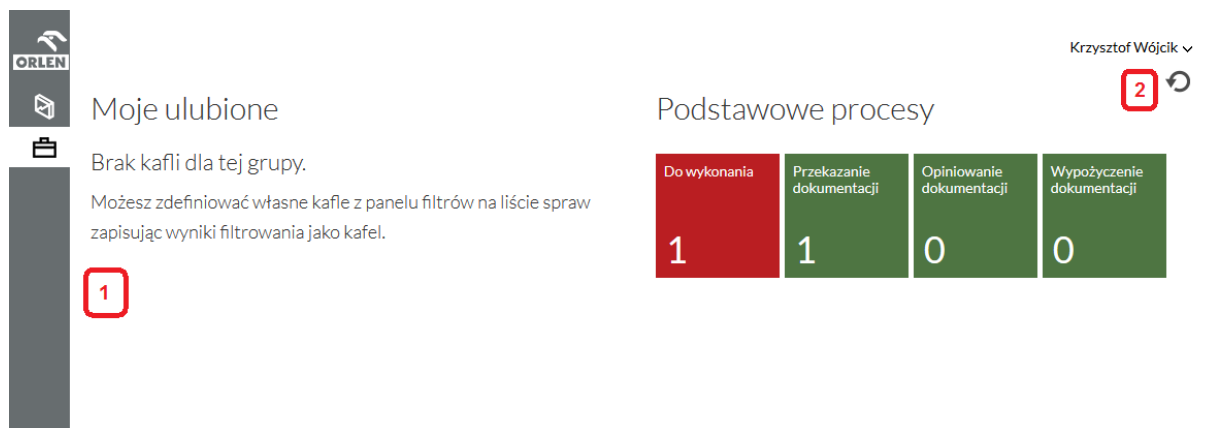 ORLEN
Krzysztof Wójcik
2
Moje ulubione
Brak kafli dla tej grupy.
Możesz zdefiniować własne kafle z panelu filtrów na liście spraw
zapisując wyniki filtrowania jako kafel.
1
Podstawowe procesy
Do wykonania
1
Przekazanie
dokumentacji
1
Opiniowanie
dokumentacji
0
Wypożyczenie
dokumentacji
0